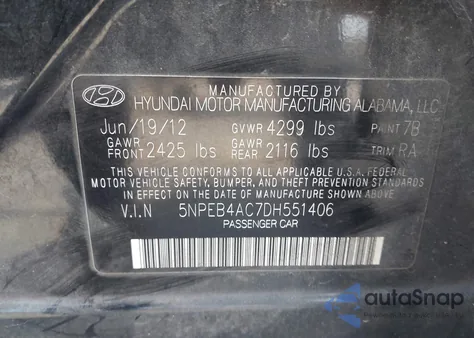 MANUFACTURED BY
HYUNDAI MOTOR MANUFACTURING ALABAMA, LLC
Jun/19/12 GVWR 4299 lbs PAINT 7B
GAWR FRONT 2425 lbs GAWR REAR 2116 lbs TRIM RA
THIS VEHICLE CONFORMS TO ALL APPLICABLE U.S.A. FEDERAL
MOTOR VEHICLE SAFETY, BUMPER, AND THEFT PREVENTION STANDARDS
IN EFFECT ON THE DATE OF MANUFACTURE SHOWN ABOVE.
V.I.N 5NPEB4AC7DH551406
PASSENGER CAR
autaSnap